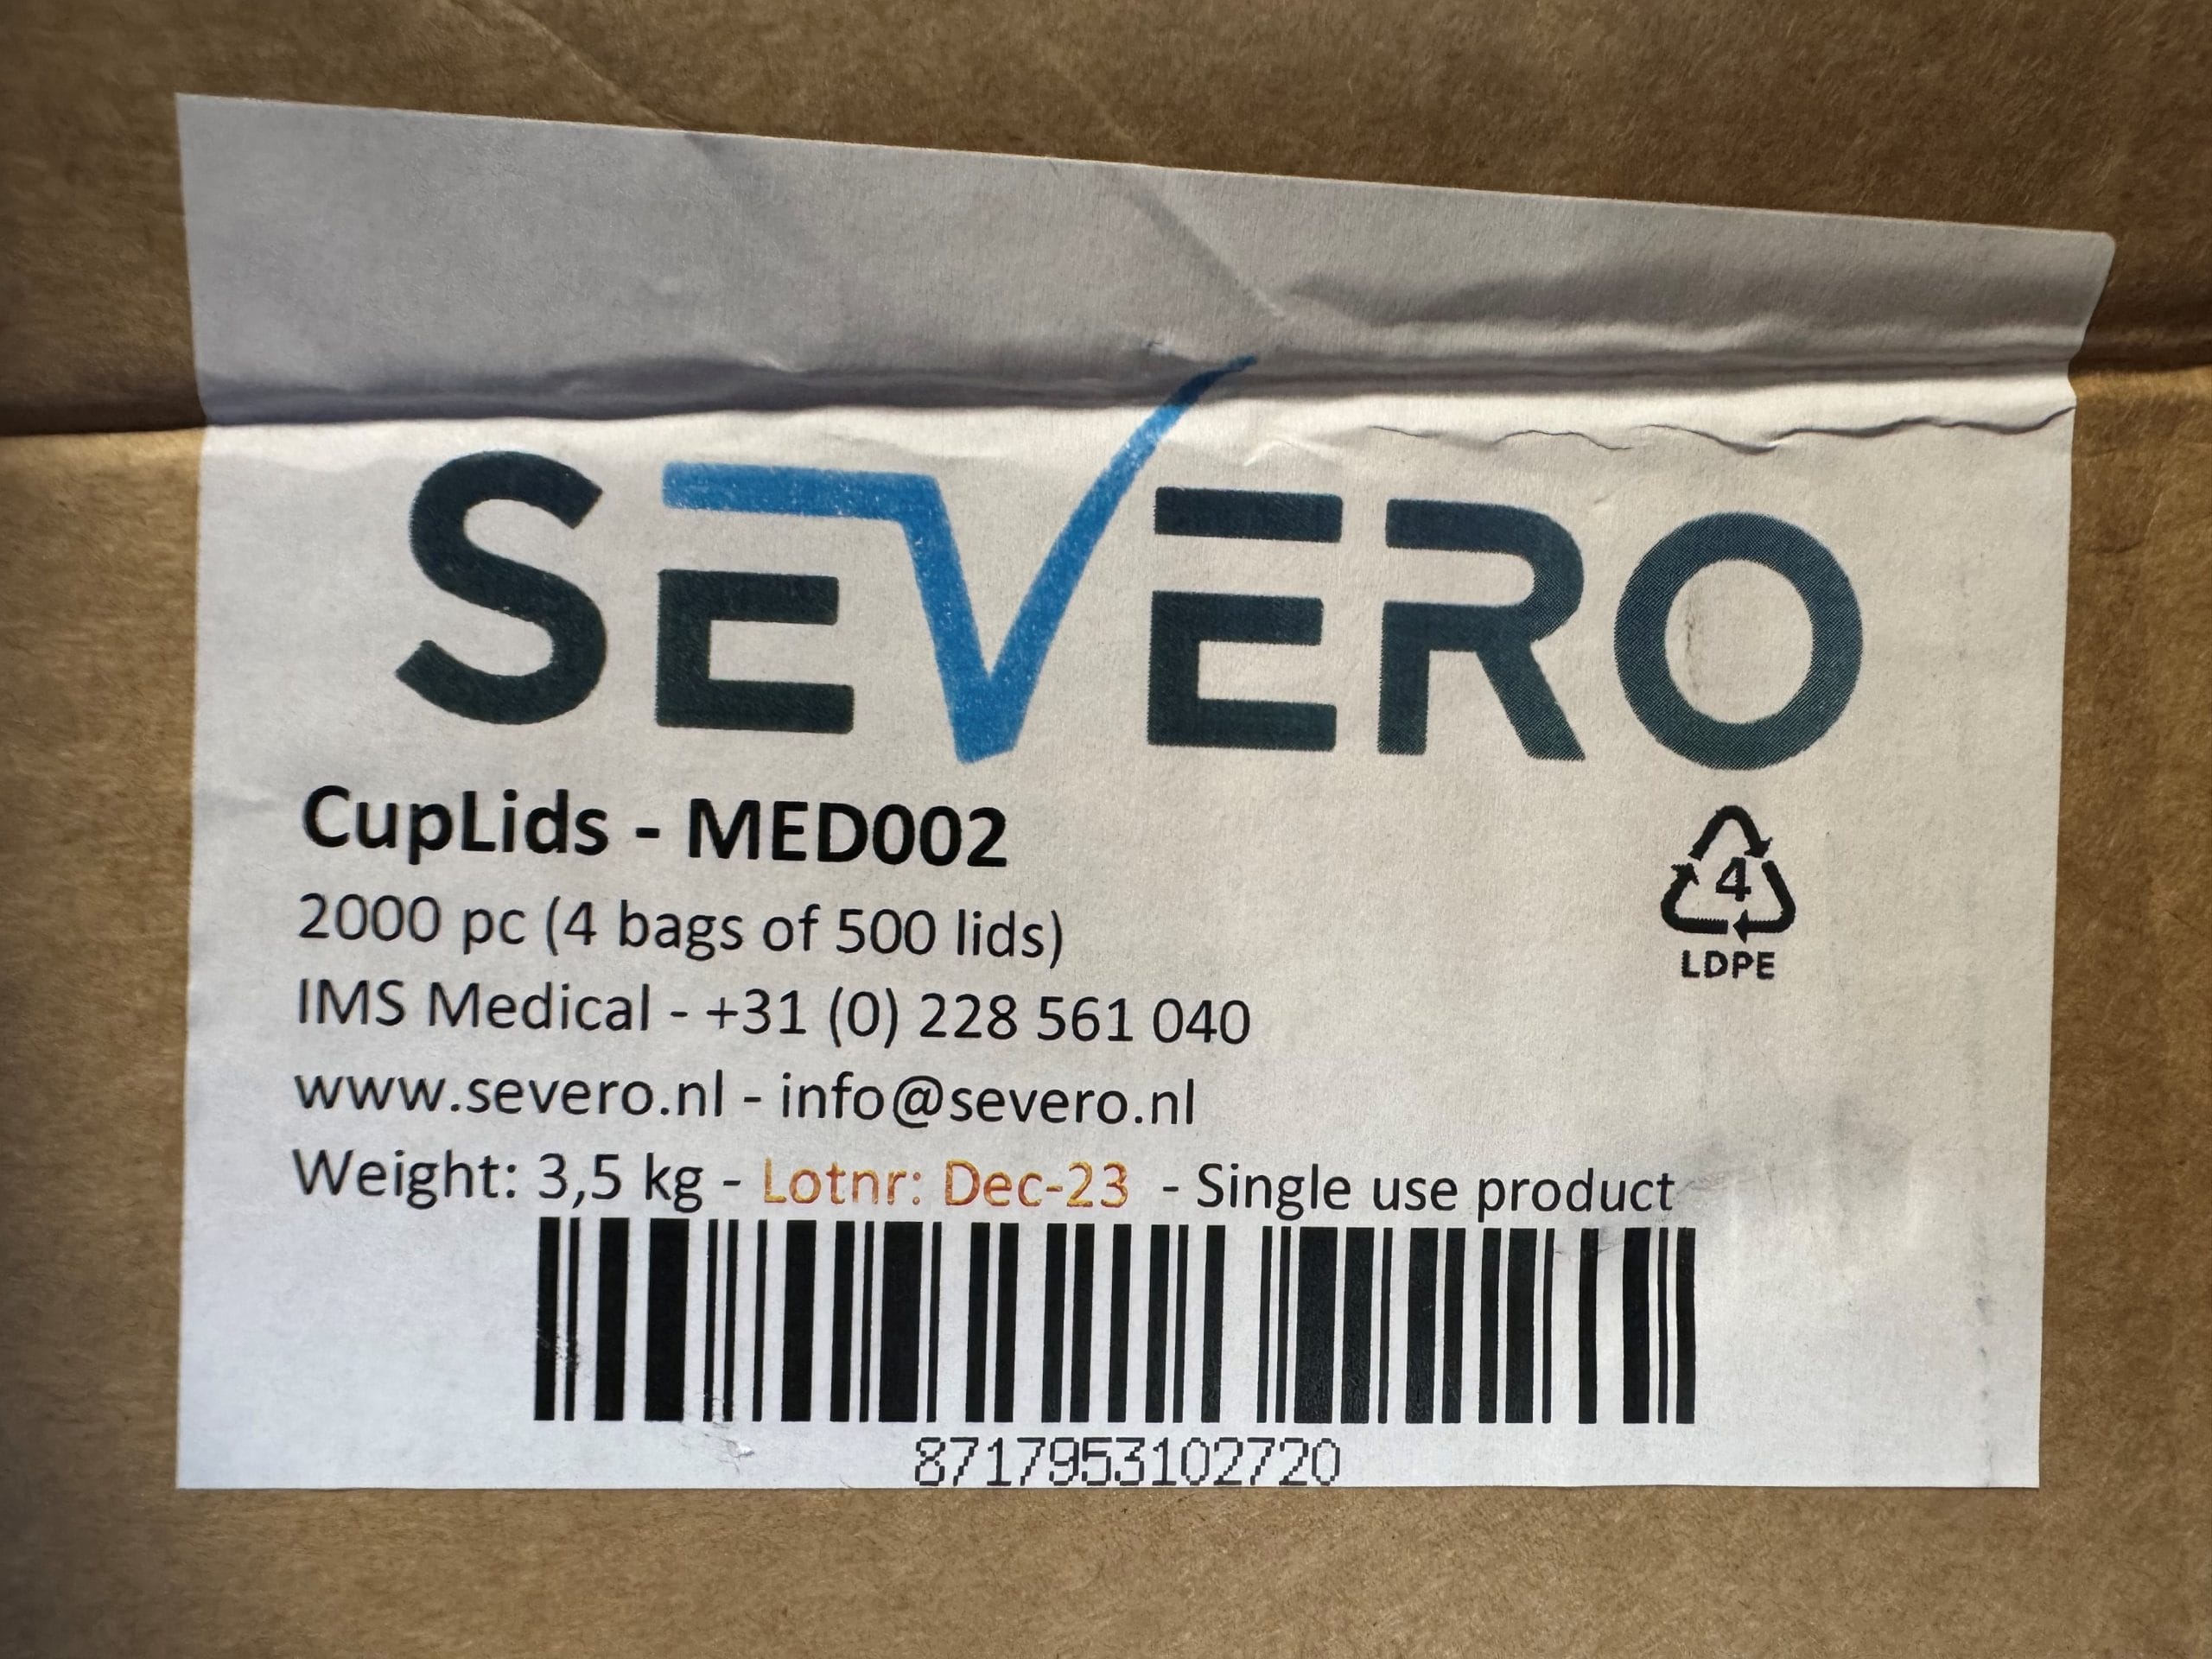 SEVERO
CupLids - MED002
4
LDPE
2000 pc (4 bags of 500 lids)
IMS Medical - +31 (0) 228 561 040
www.severo.nl - info@severo.nl
Weight: 3,5 kg - Lotnr: Dec-23 - Single use product
8717953102720